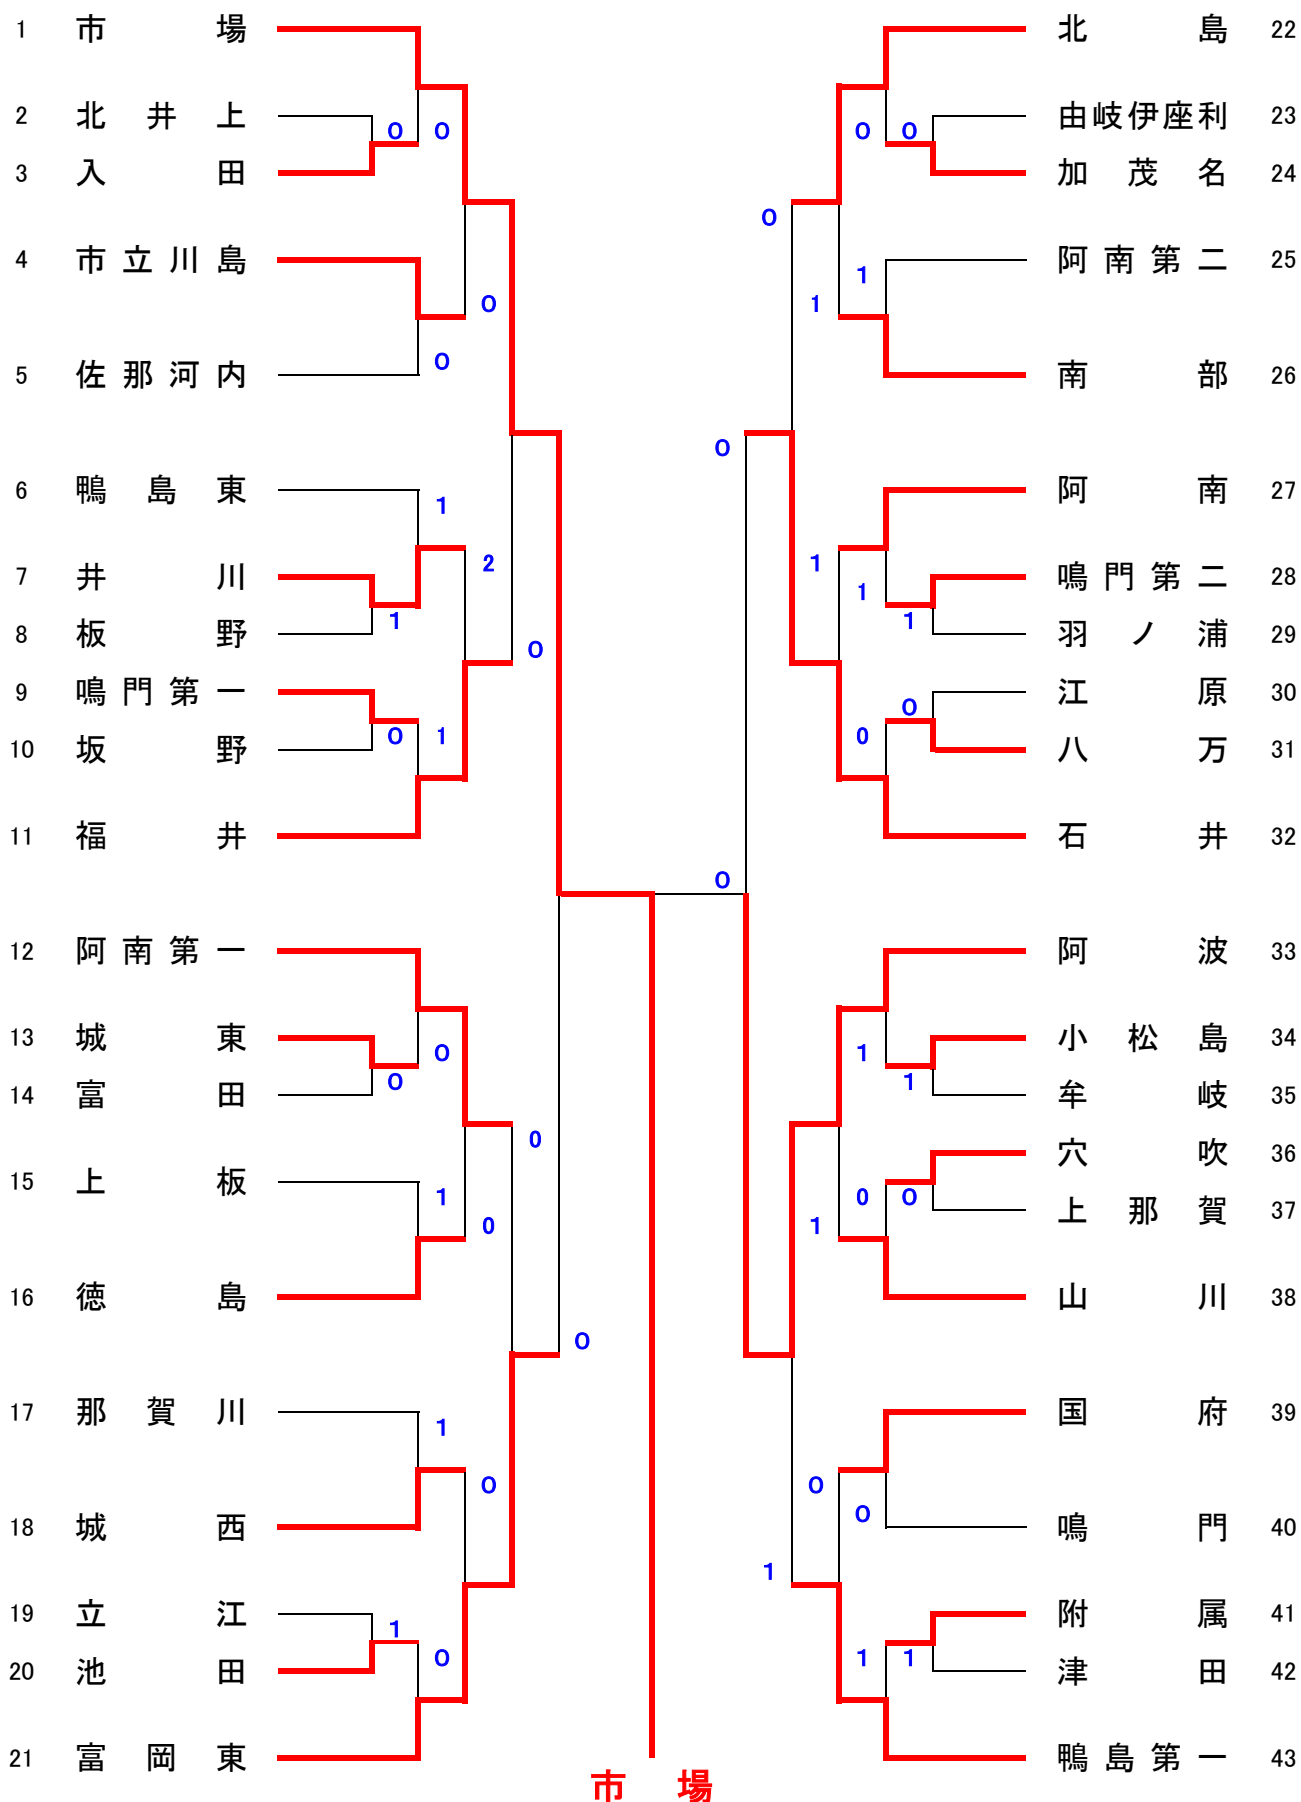 1 市場 北島 22
2 北井上 由岐伊座利 23
0 0 0 0
3 入田 加茂名 24
0
4 市立川島 阿南第二 25
1
0 1
0
5 佐那河内 南部 26
0
6 鴨島東 阿南 27
1
2 1
7 井川 鳴門第二 28
1
1 1
8 板野 羽ノ浦 29
0
9 鳴門第一 江原 30
0
0 1 0
10 坂野 八万 31
11 福井 石井 32
0
12 阿南第一 阿波 33
13 城東 小松島 34
0 1
0 1
14 富田 牟岐 35
0
36 穴吹
15 上板
1 0 0
上那賀 37
0 1
16 徳島 山川 38
0
17 那賀川 国府 39
1
0 0
0
18 城西 鳴門 40
1
19 立江 附属 41
1
0 1 1
20 池田 津田 42
21 富岡東 鴨島第一 43
市場